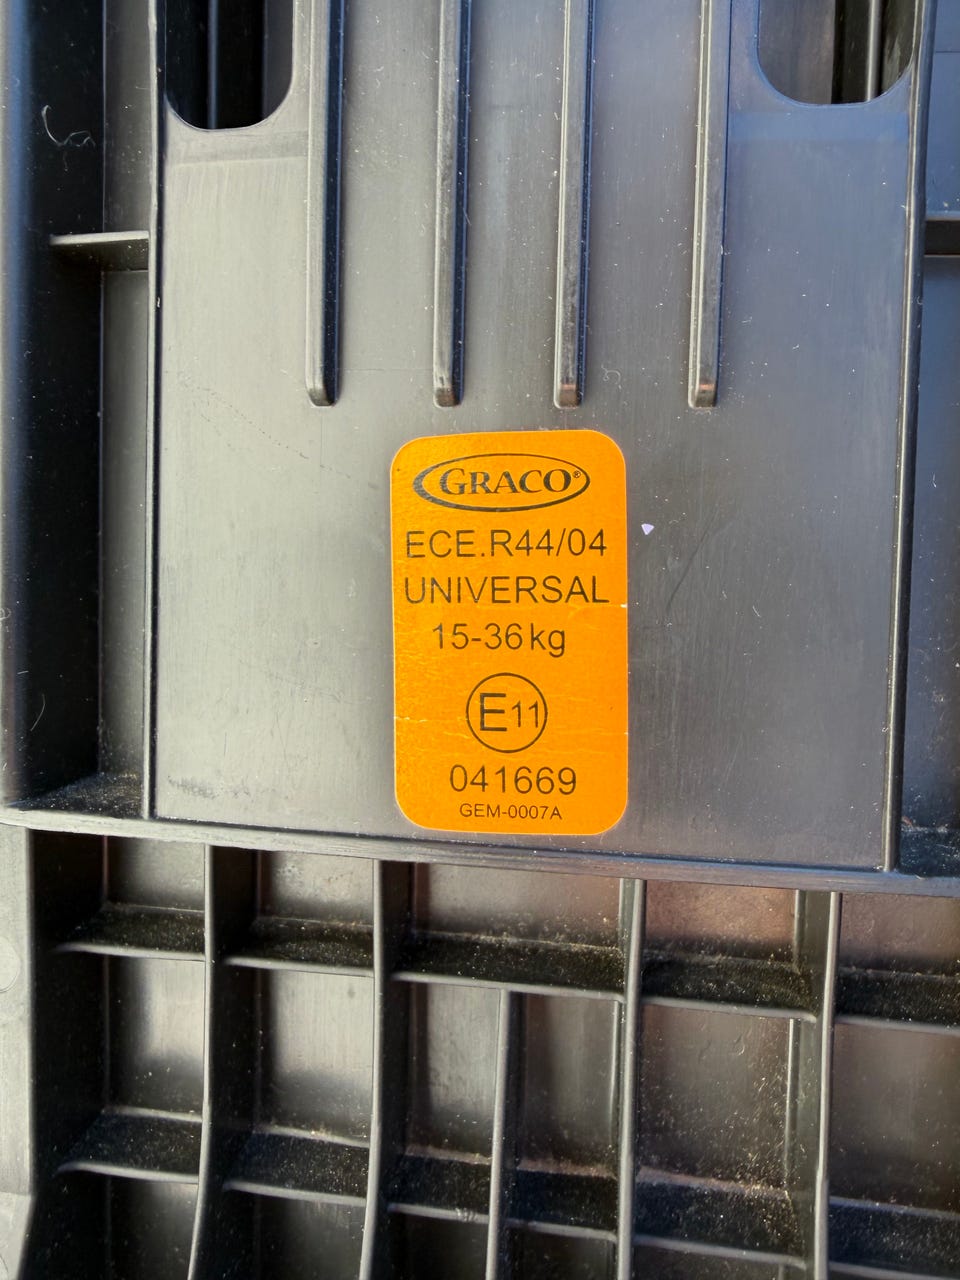 GRACO®
ECE.R44/04
UNIVERSAL
15-36kg
E11
041669
GEM-0007A